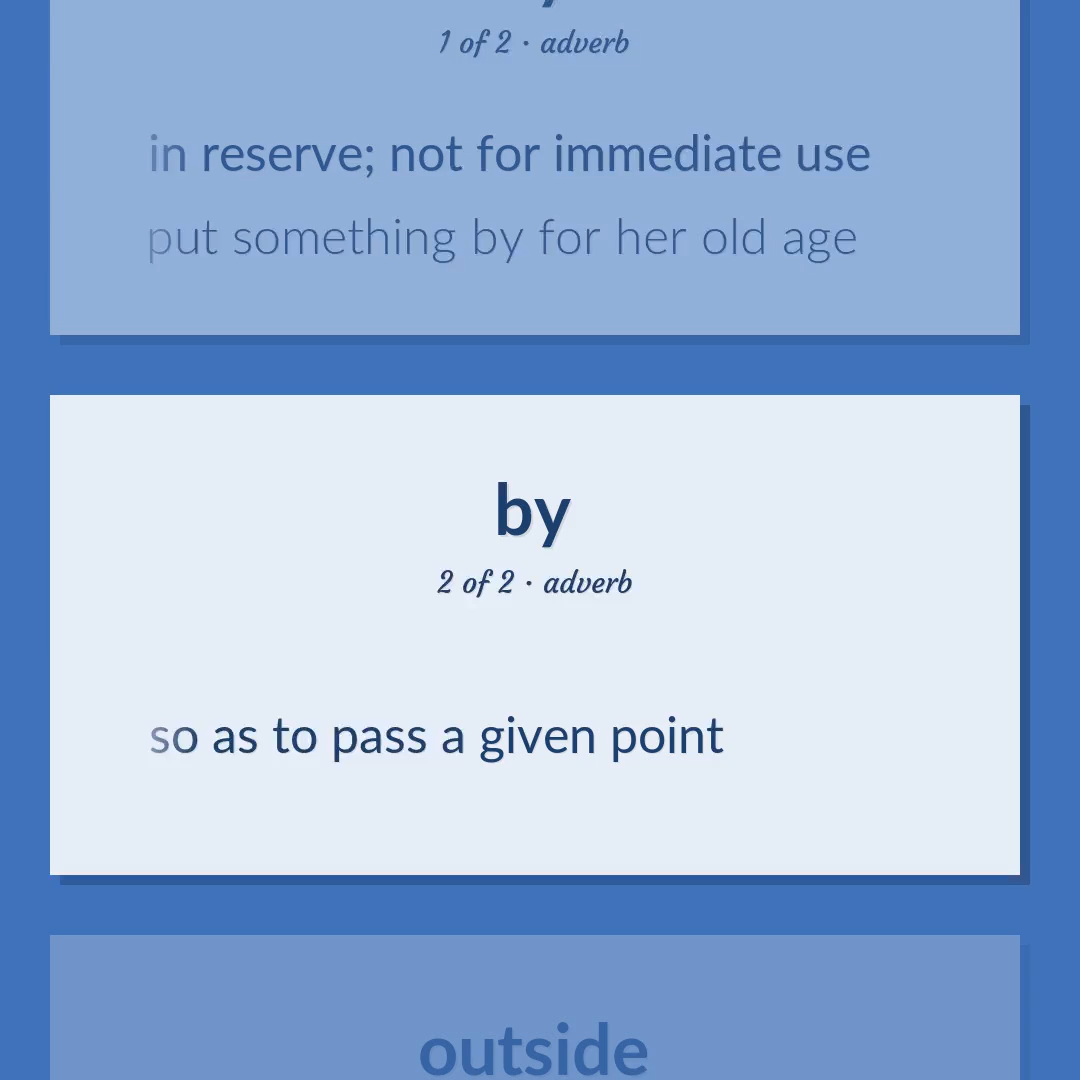 1 of 2 · adverb
in reserve; not for immediate use
put something by for her old age
by
2 of 2 · adverb
so as to pass a given point
outside